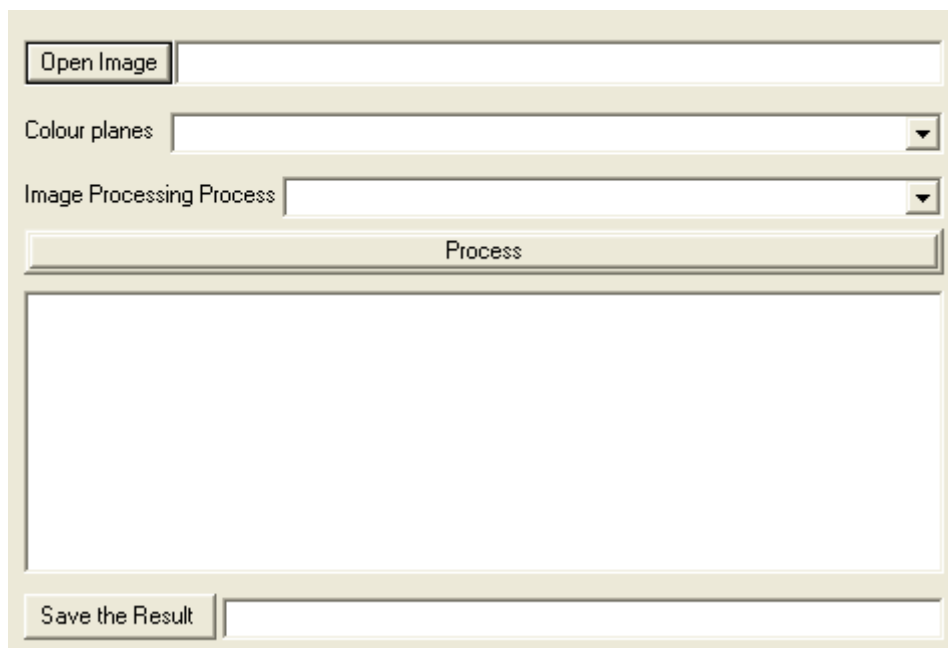 Open Image
Colour planes
Image Processing Process
Process
Save the Result